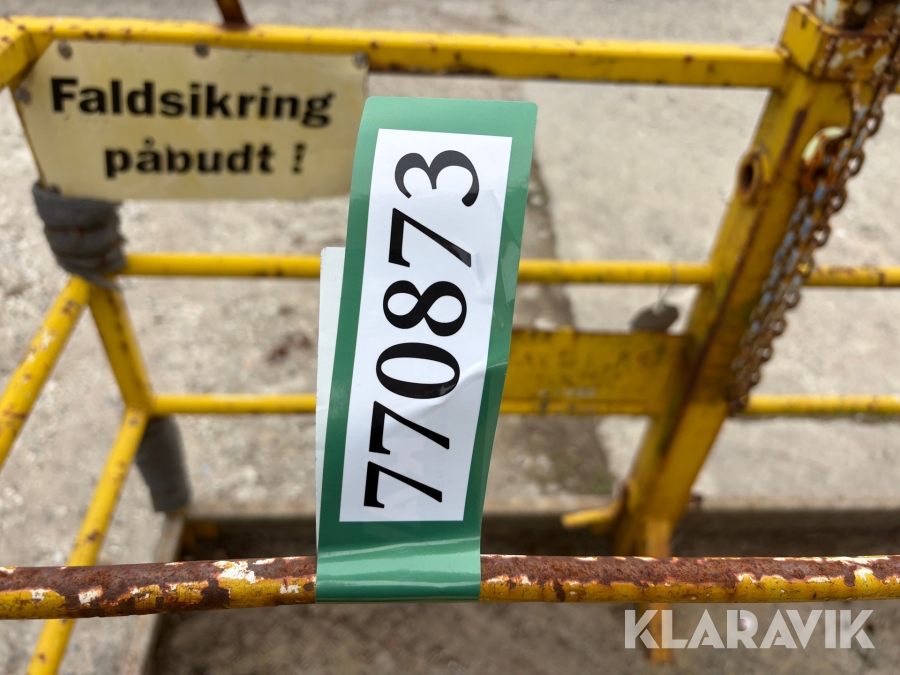 Faldsikring
påbudt !
770873
KLARAVIK